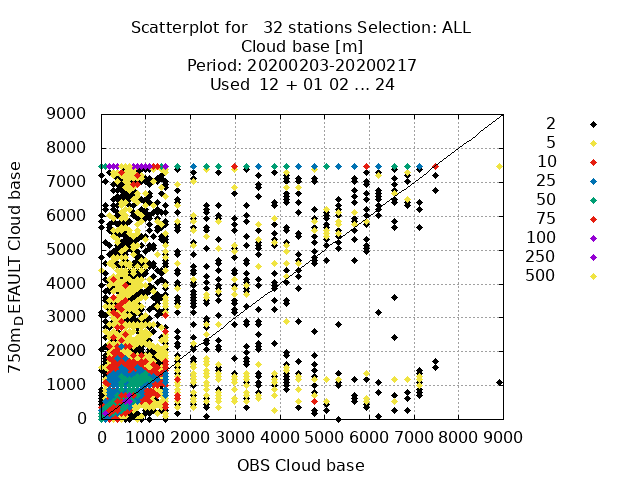 Scatterplot for 32 stations Selection: ALL
Cloud base [m]
Period: 20200203-20200217
Used 12 + 01 02 ... 24
9000
8000
7000
6000
5000
4000
3000
2000
1000
0
750m_DEFAULT Cloud base
0 1000 2000 3000 4000 5000 6000 7000 8000 9000
OBS Cloud base
2
5
10
25
50
75
100
250
500